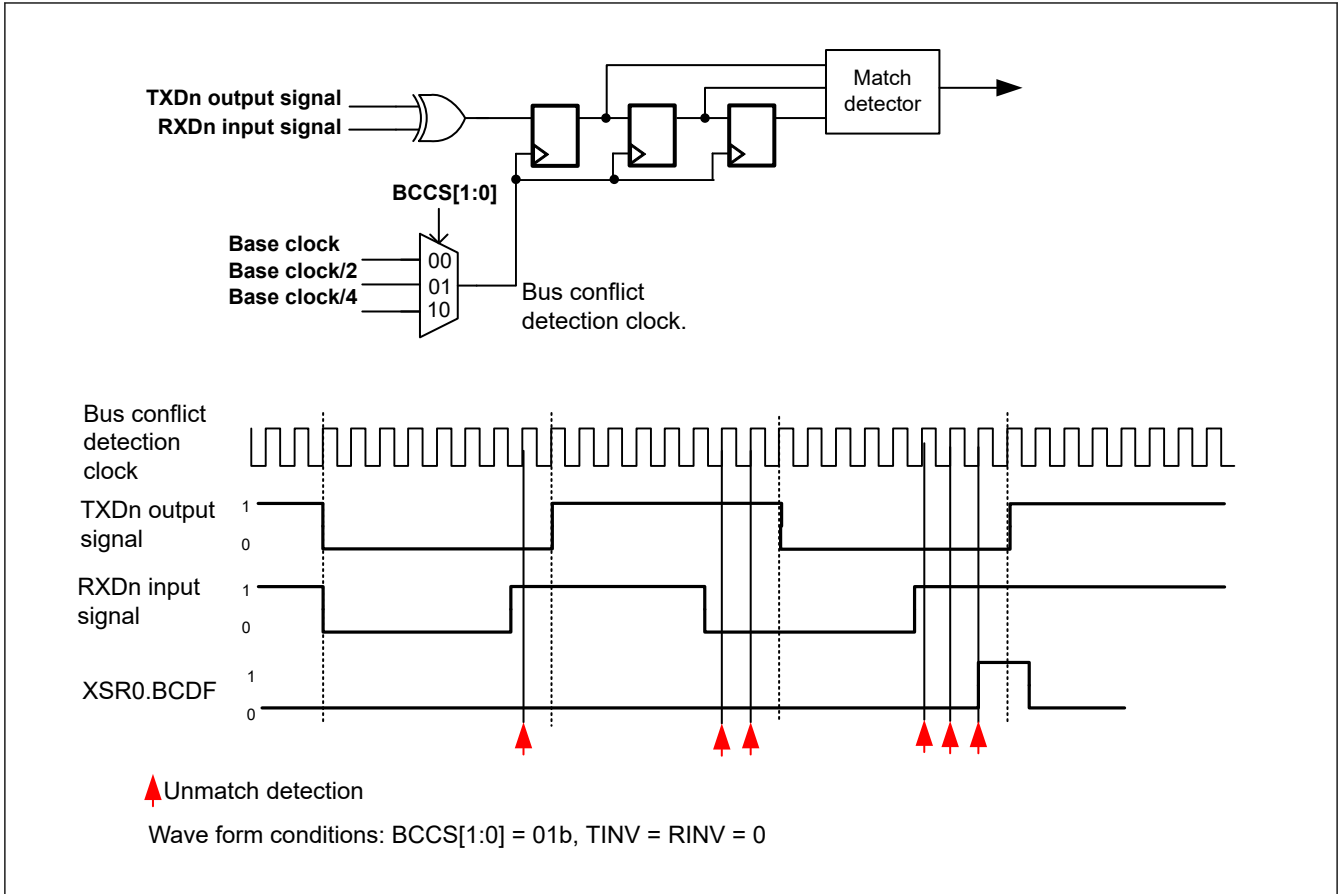 TXDn output signal
RXDn input signal
Match
detector
BCCS[1:0]
Base clock
Base clock/2
Base clock/4
00
01
10
Bus conflict
detection clock.
Bus conflict
detection
clock
TXDn output
signal
1
0
RXDn input
signal
1
0
XSR0.BCDF
1
0
Unmatch detection
Wave form conditions: BCCS[1:0] = 01b, TINV = RINV = 0